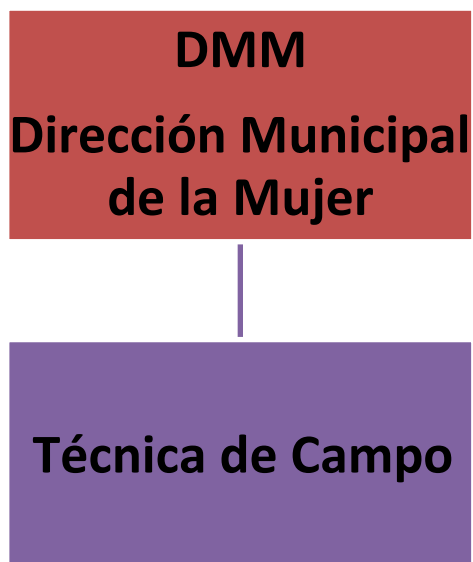 DMM
Dirección Municipal
de la Mujer
Técnica de Campo